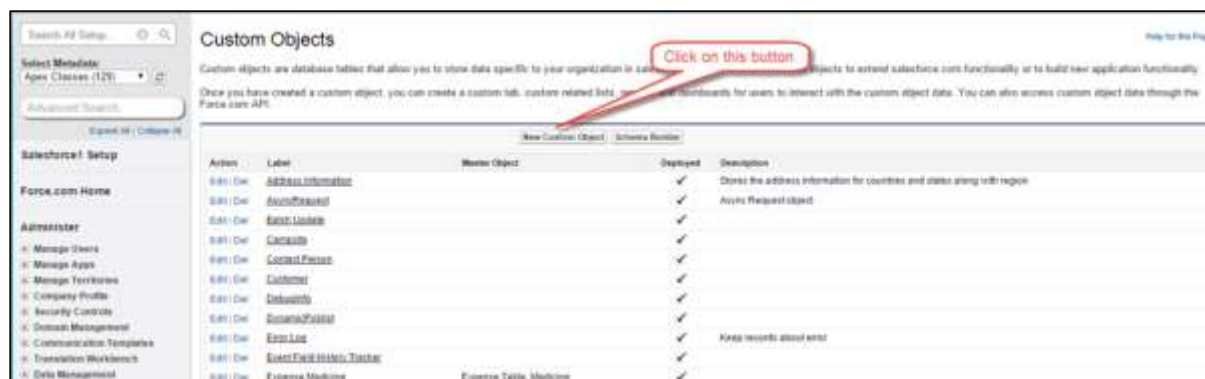 Search All Setup...
Select Metadata:
Apex Classes (129)
Advanced Search
Expand All | Collapse All
Salesforce1 Setup
Force.com Home
Administer
Manage Users
Manage Apps
Manage Territories
Company Profile
Security Controls
Domain Management
Communication Templates
Translation Workbench
Data Management
Custom Objects
Help for this Page
Click on this button
Custom objects are database tables that allow you to store data specific to your organization in objects to extend salesforce.com functionality or to build new application functionality.
Once you have created a custom object, you can create a custom tab, custom related lists, dashboards for users to interact with the custom object data. You can also access custom object data through the
Force.com API.
New Custom Object Schema Builder
Action Label Master Object Deployed Description
Edit | Del Address Information Stores the address information for countries and states along with region
Edit | Del AsyncRequest Async Request object
Edit | Del Batch Update
Edit | Del Campsite
Edit | Del Contact Person
Edit | Del Customer
Edit | Del DebugInfo
Edit | Del DynamicPublist
Edit | Del Error Log Keep records about error
Edit | Del Event Field History Tracker
Edit | Del Expense Medicine Expense Table, Medicine